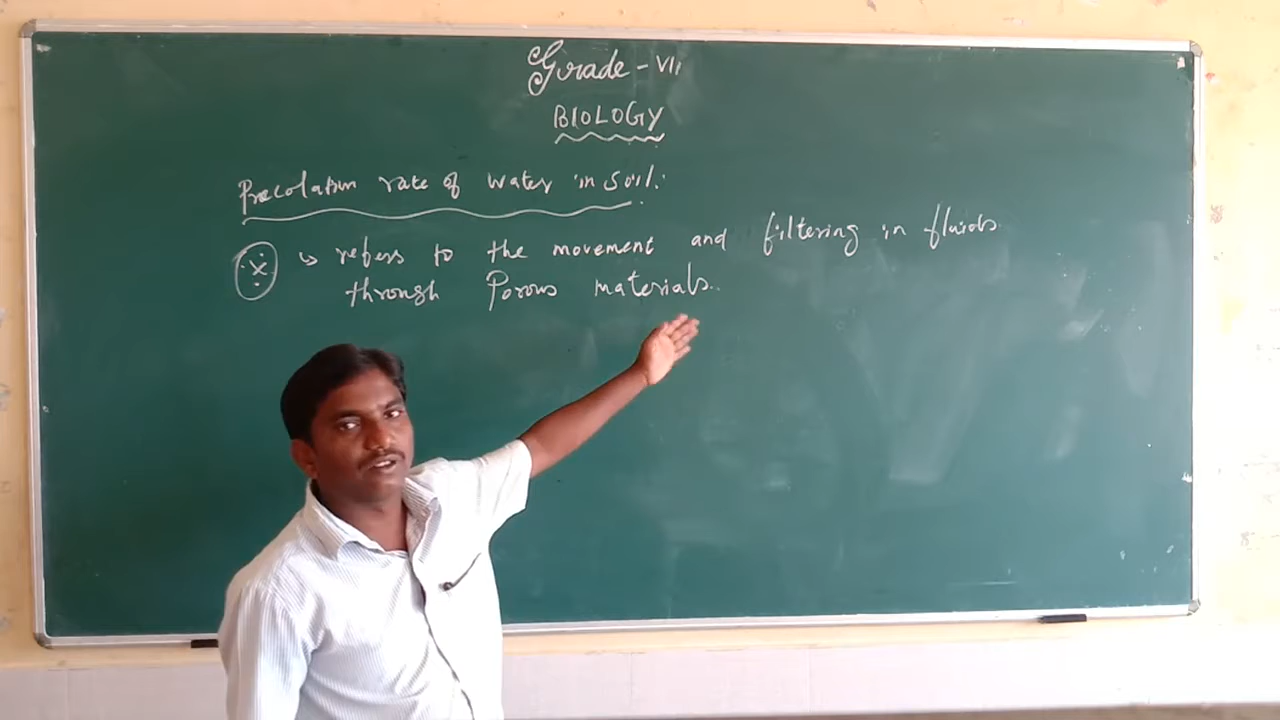 Grade - VII
BIOLOGY
Precolation rate of water in soil:
refers to the movement and filtering in fluids
through Porous materials..